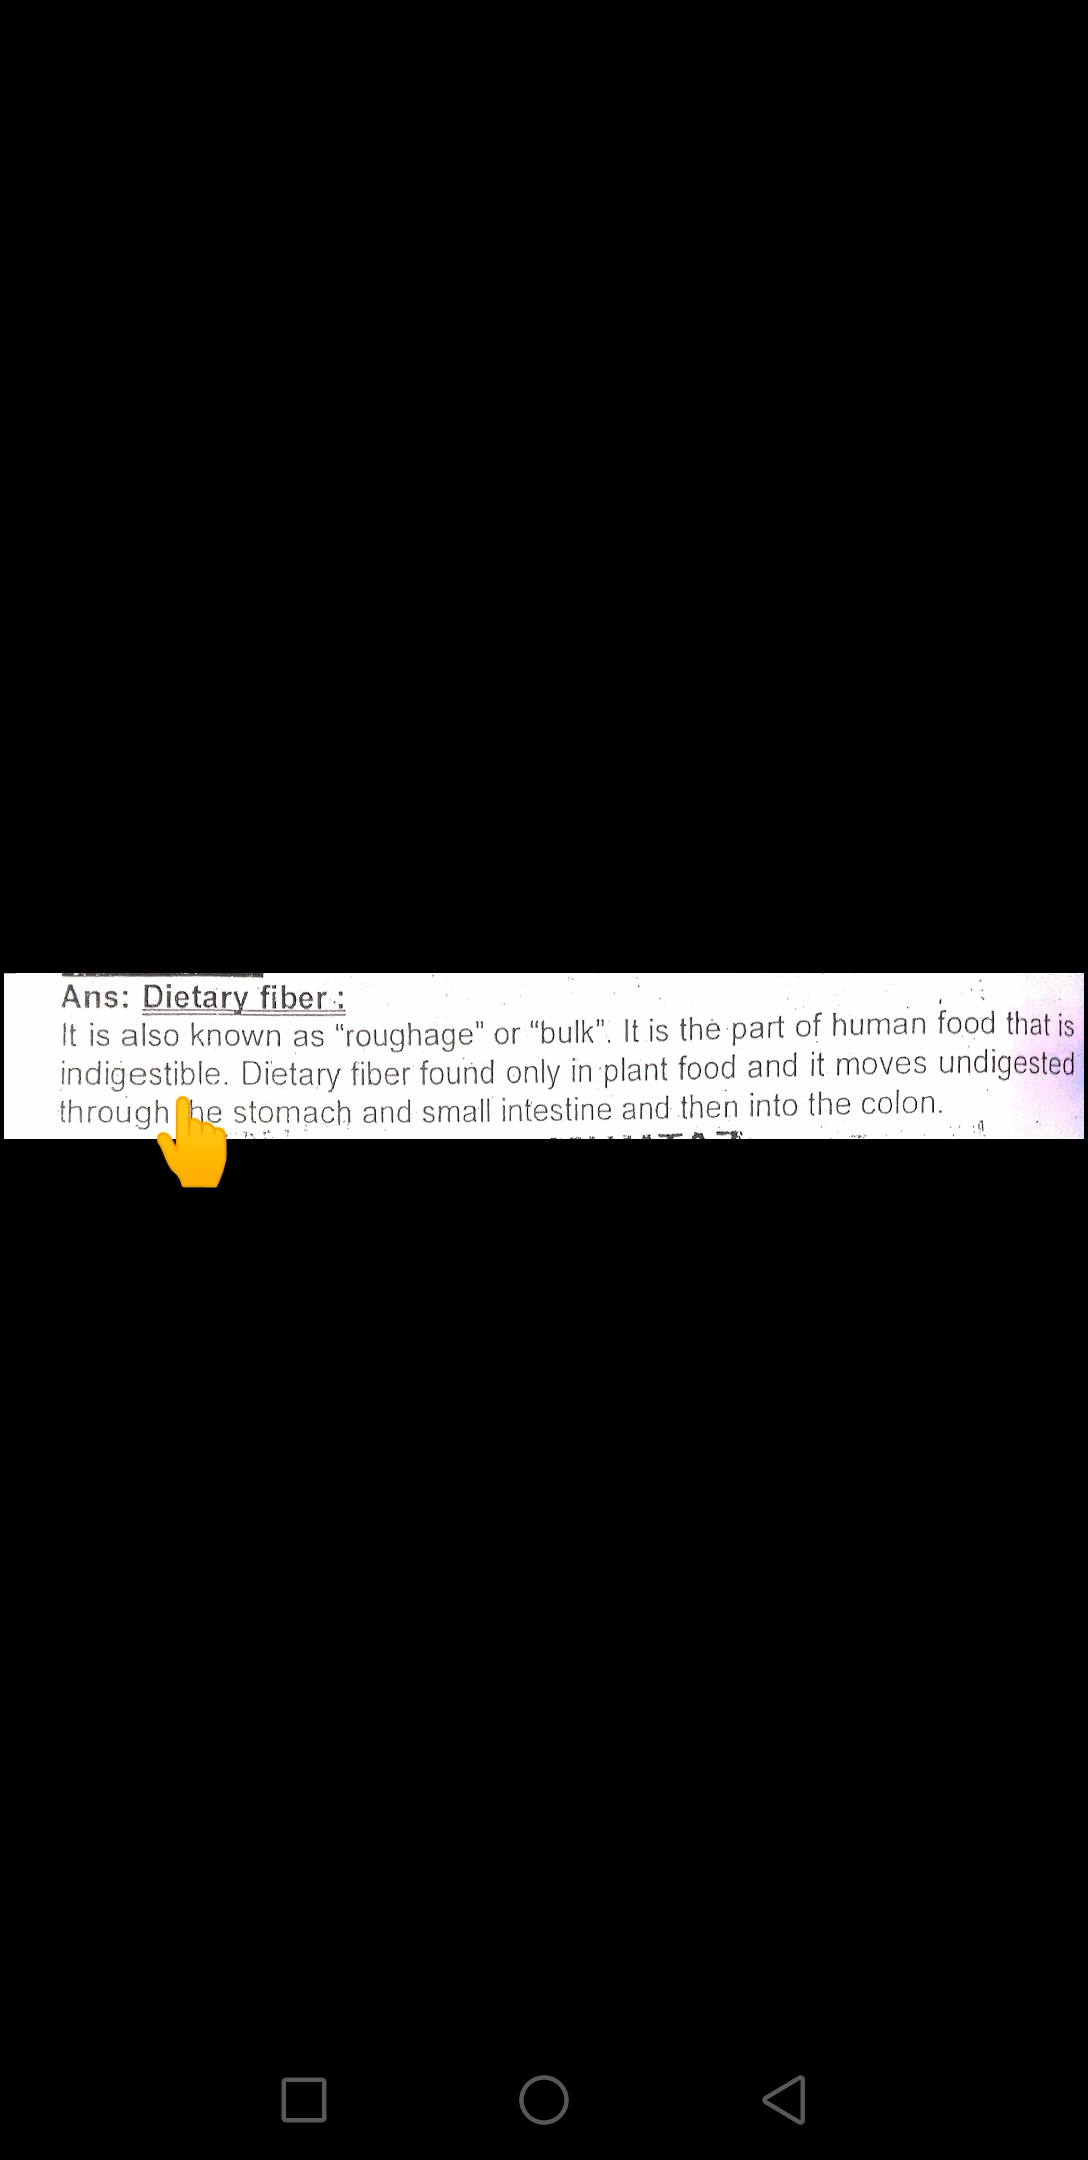 Ans: Dietary fiber :
It is also known as “roughage” or “bulk”. It is the part of human food that is
indigestible. Dietary fiber found only in plant food and it moves undigested
through he stomach and small intestine and then into the colon.